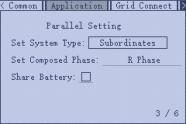 < Common | Application | Grid Connect >
Parallel Setting
Set System Type: Subordinates
Set Composed Phase: R Phase
Share Battery:
3 / 6